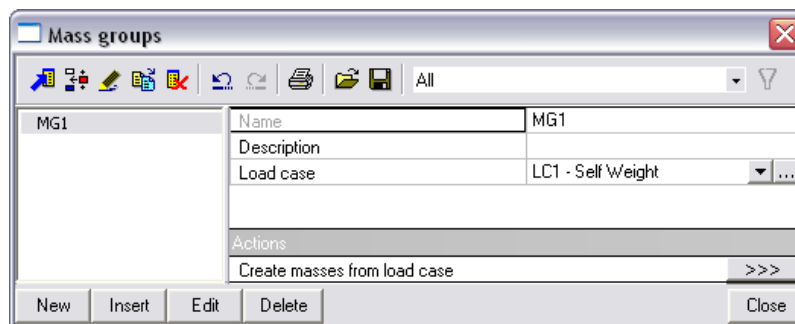 Mass groups
All
MG1
Name MG1
Description
Load case LC1 - Self Weight ...
Actions
Create masses from load case >>>
New Insert Edit Delete Close